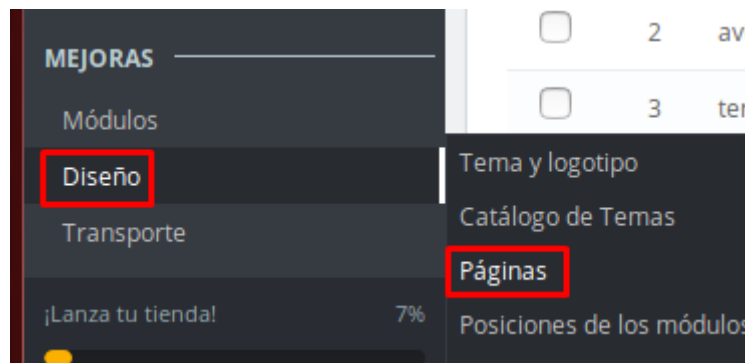 MEJORAS
Módulos
Diseño
Transporte
¡Lanza tu tienda! 7%
2 av
3 ter
Tema y logotipo
Catálogo de Temas
Páginas
Posiciones de los módulos